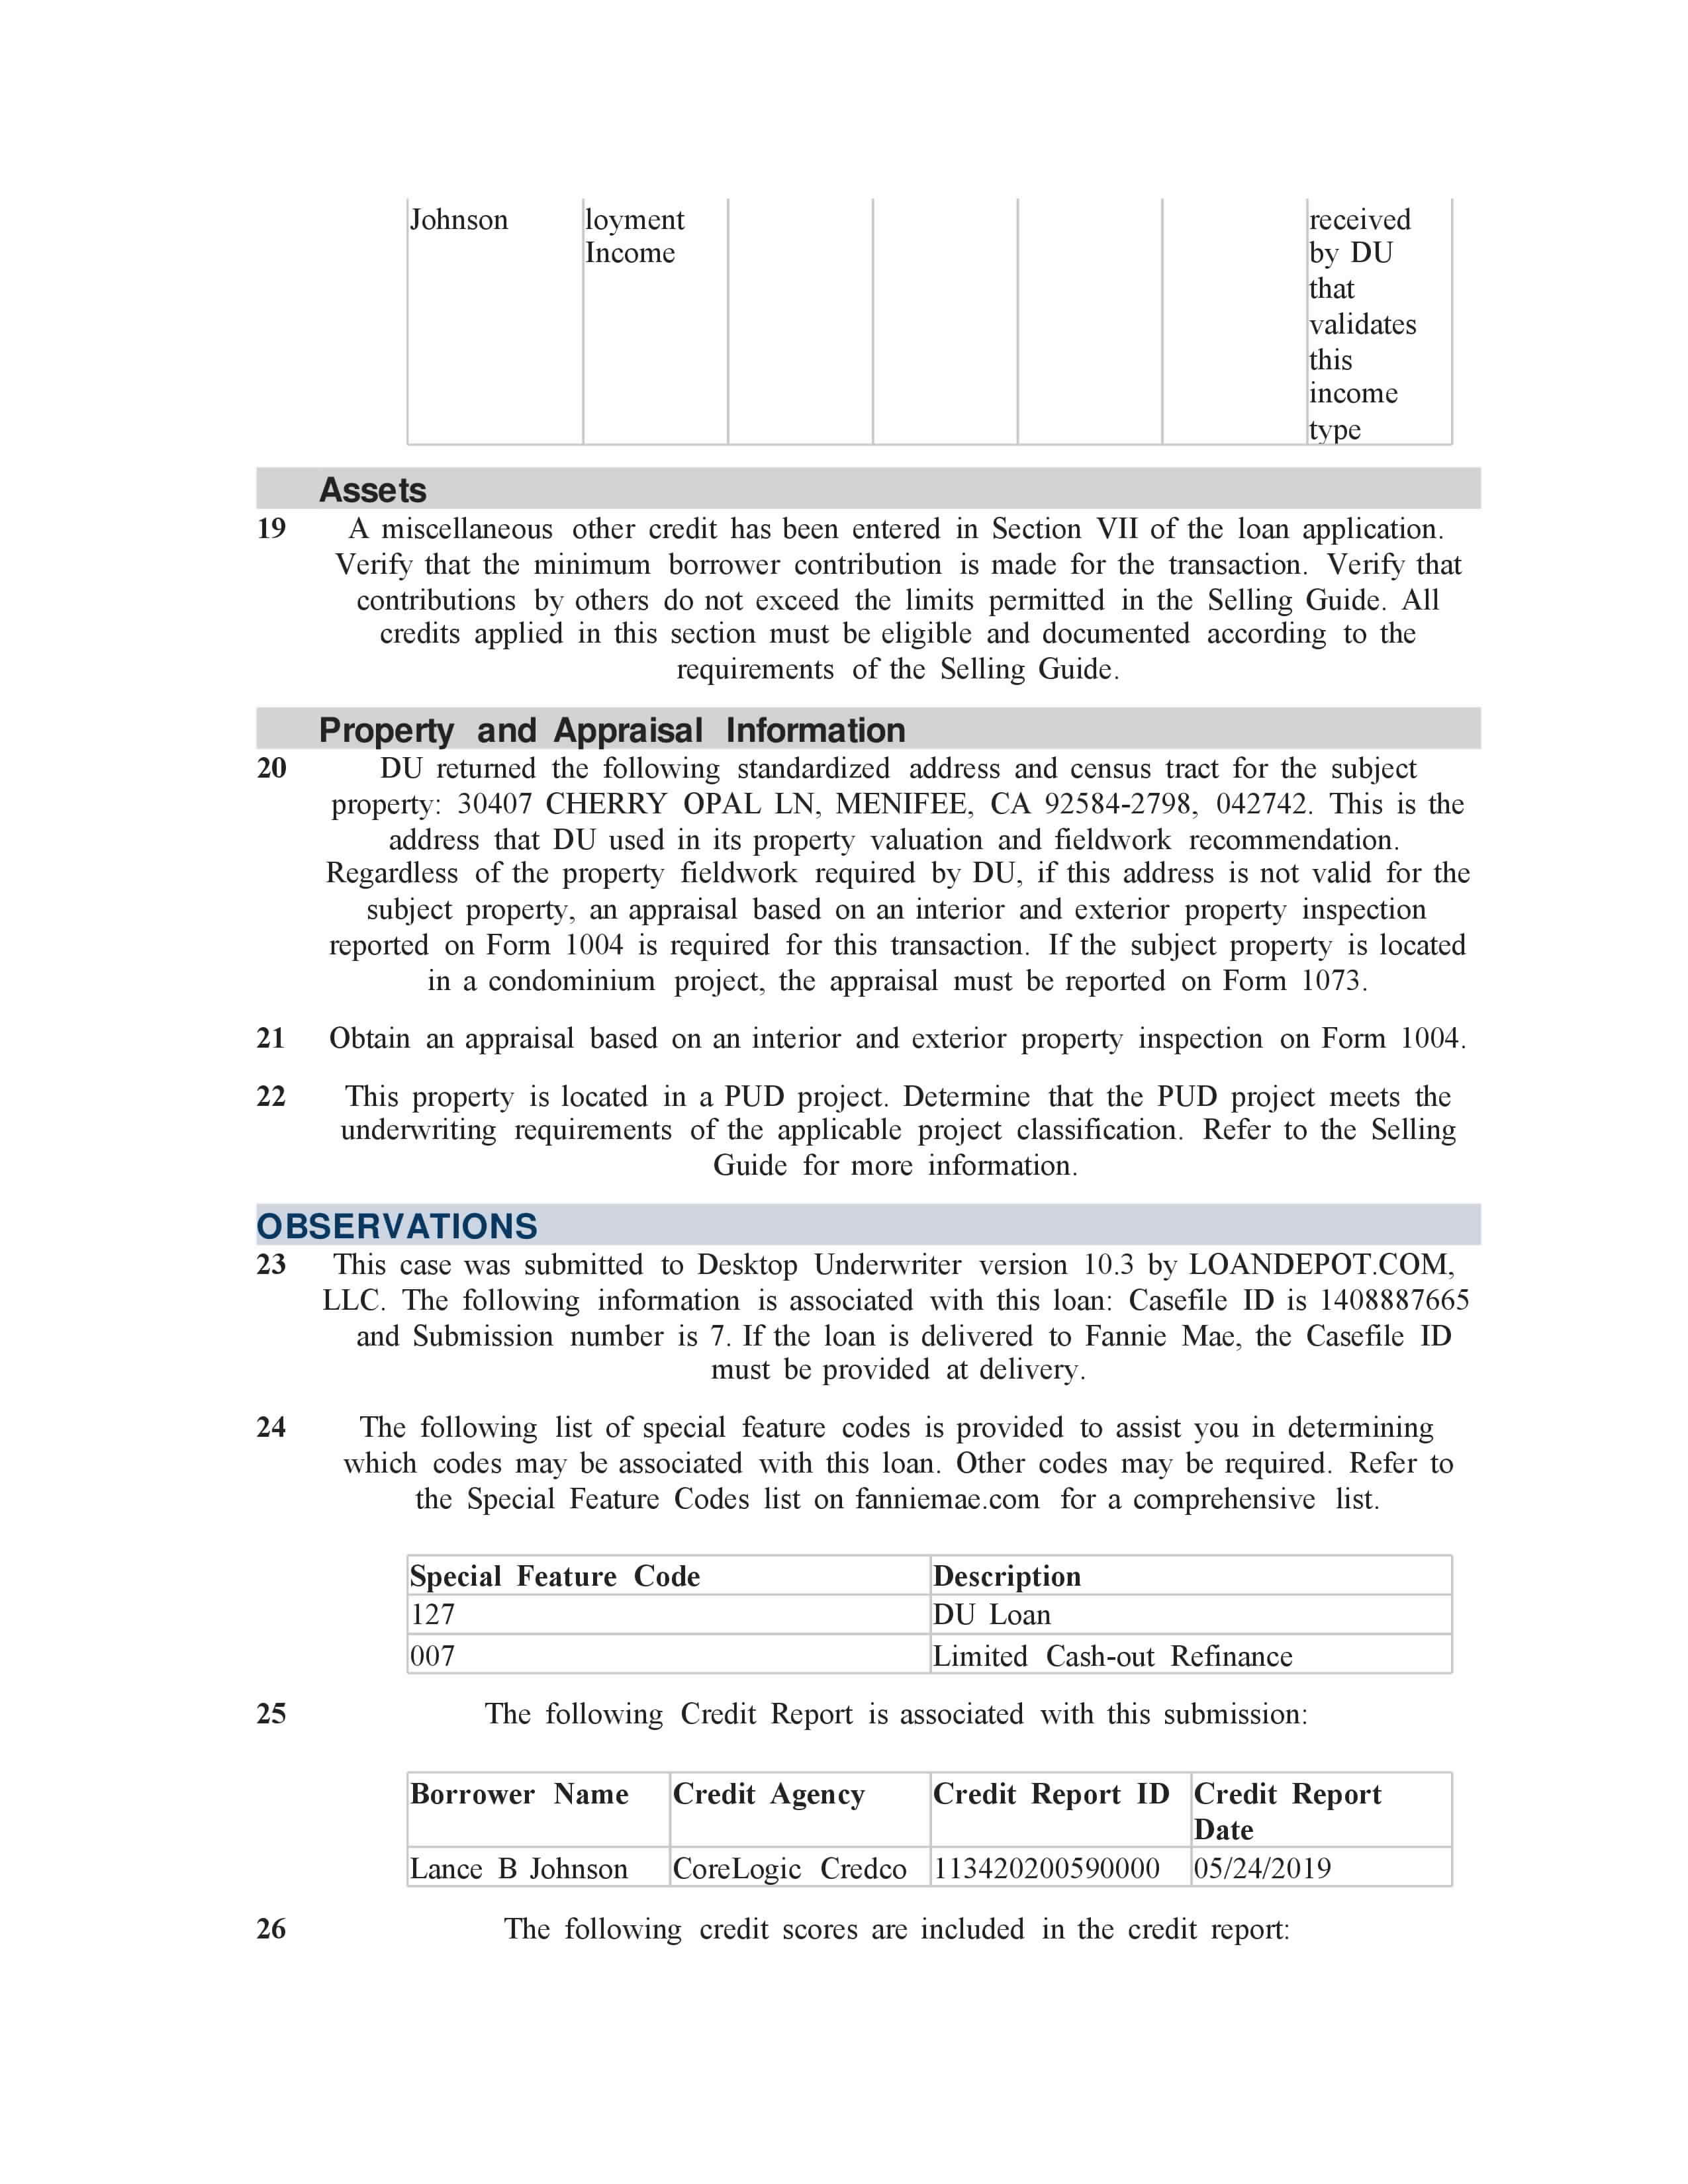 Johnson loyment received
Income by DU
that
validates
this
income
type
Assets
19 A miscellaneous other credit has been entered in Section VII of the loan application.
Verify that the minimum borrower contribution is made for the transaction. Verify that
contributions by others do not exceed the limits permitted in the Selling Guide. All
credits applied in this section must be eligible and documented according to the
requirements of the Selling Guide.
Property and Appraisal Information
20 DU returned the following standardized address and census tract for the subject
property: 30407 CHERRY OPAL LN, MENIFEE, CA 92584-2798, 042742. This is the
address that DU used in its property valuation and fieldwork recommendation.
Regardless of the property fieldwork required by DU, if this address is not valid for the
subject property, an appraisal based on an interior and exterior property inspection
reported on Form 1004 is required for this transaction. If the subject property is located
in a condominium project, the appraisal must be reported on Form 1073.
21 Obtain an appraisal based on an interior and exterior property inspection on Form 1004.
22 This property is located in a PUD project. Determine that the PUD project meets the
underwriting requirements of the applicable project classification. Refer to the Selling
Guide for more information.
OBSERVATIONS
23 This case was submitted to Desktop Underwriter version 10.3 by LOANDEPOT.COM,
LLC. The following information is associated with this loan: Casefile ID is 1408887665
and Submission number is 7. If the loan is delivered to Fannie Mae, the Casefile ID
must be provided at delivery.
24 The following list of special feature codes is provided to assist you in determining
which codes may be associated with this loan. Other codes may be required. Refer to
the Special Feature Codes list on fanniemae.com for a comprehensive list.
Special Feature Code Description
127 DU Loan
007 Limited Cash-out Refinance
25 The following Credit Report is associated with this submission:
Borrower Name Credit Agency Credit Report ID Credit Report
Date
Lance B Johnson CoreLogic Credco 113420200590000 05/24/2019
26 The following credit scores are included in the credit report: